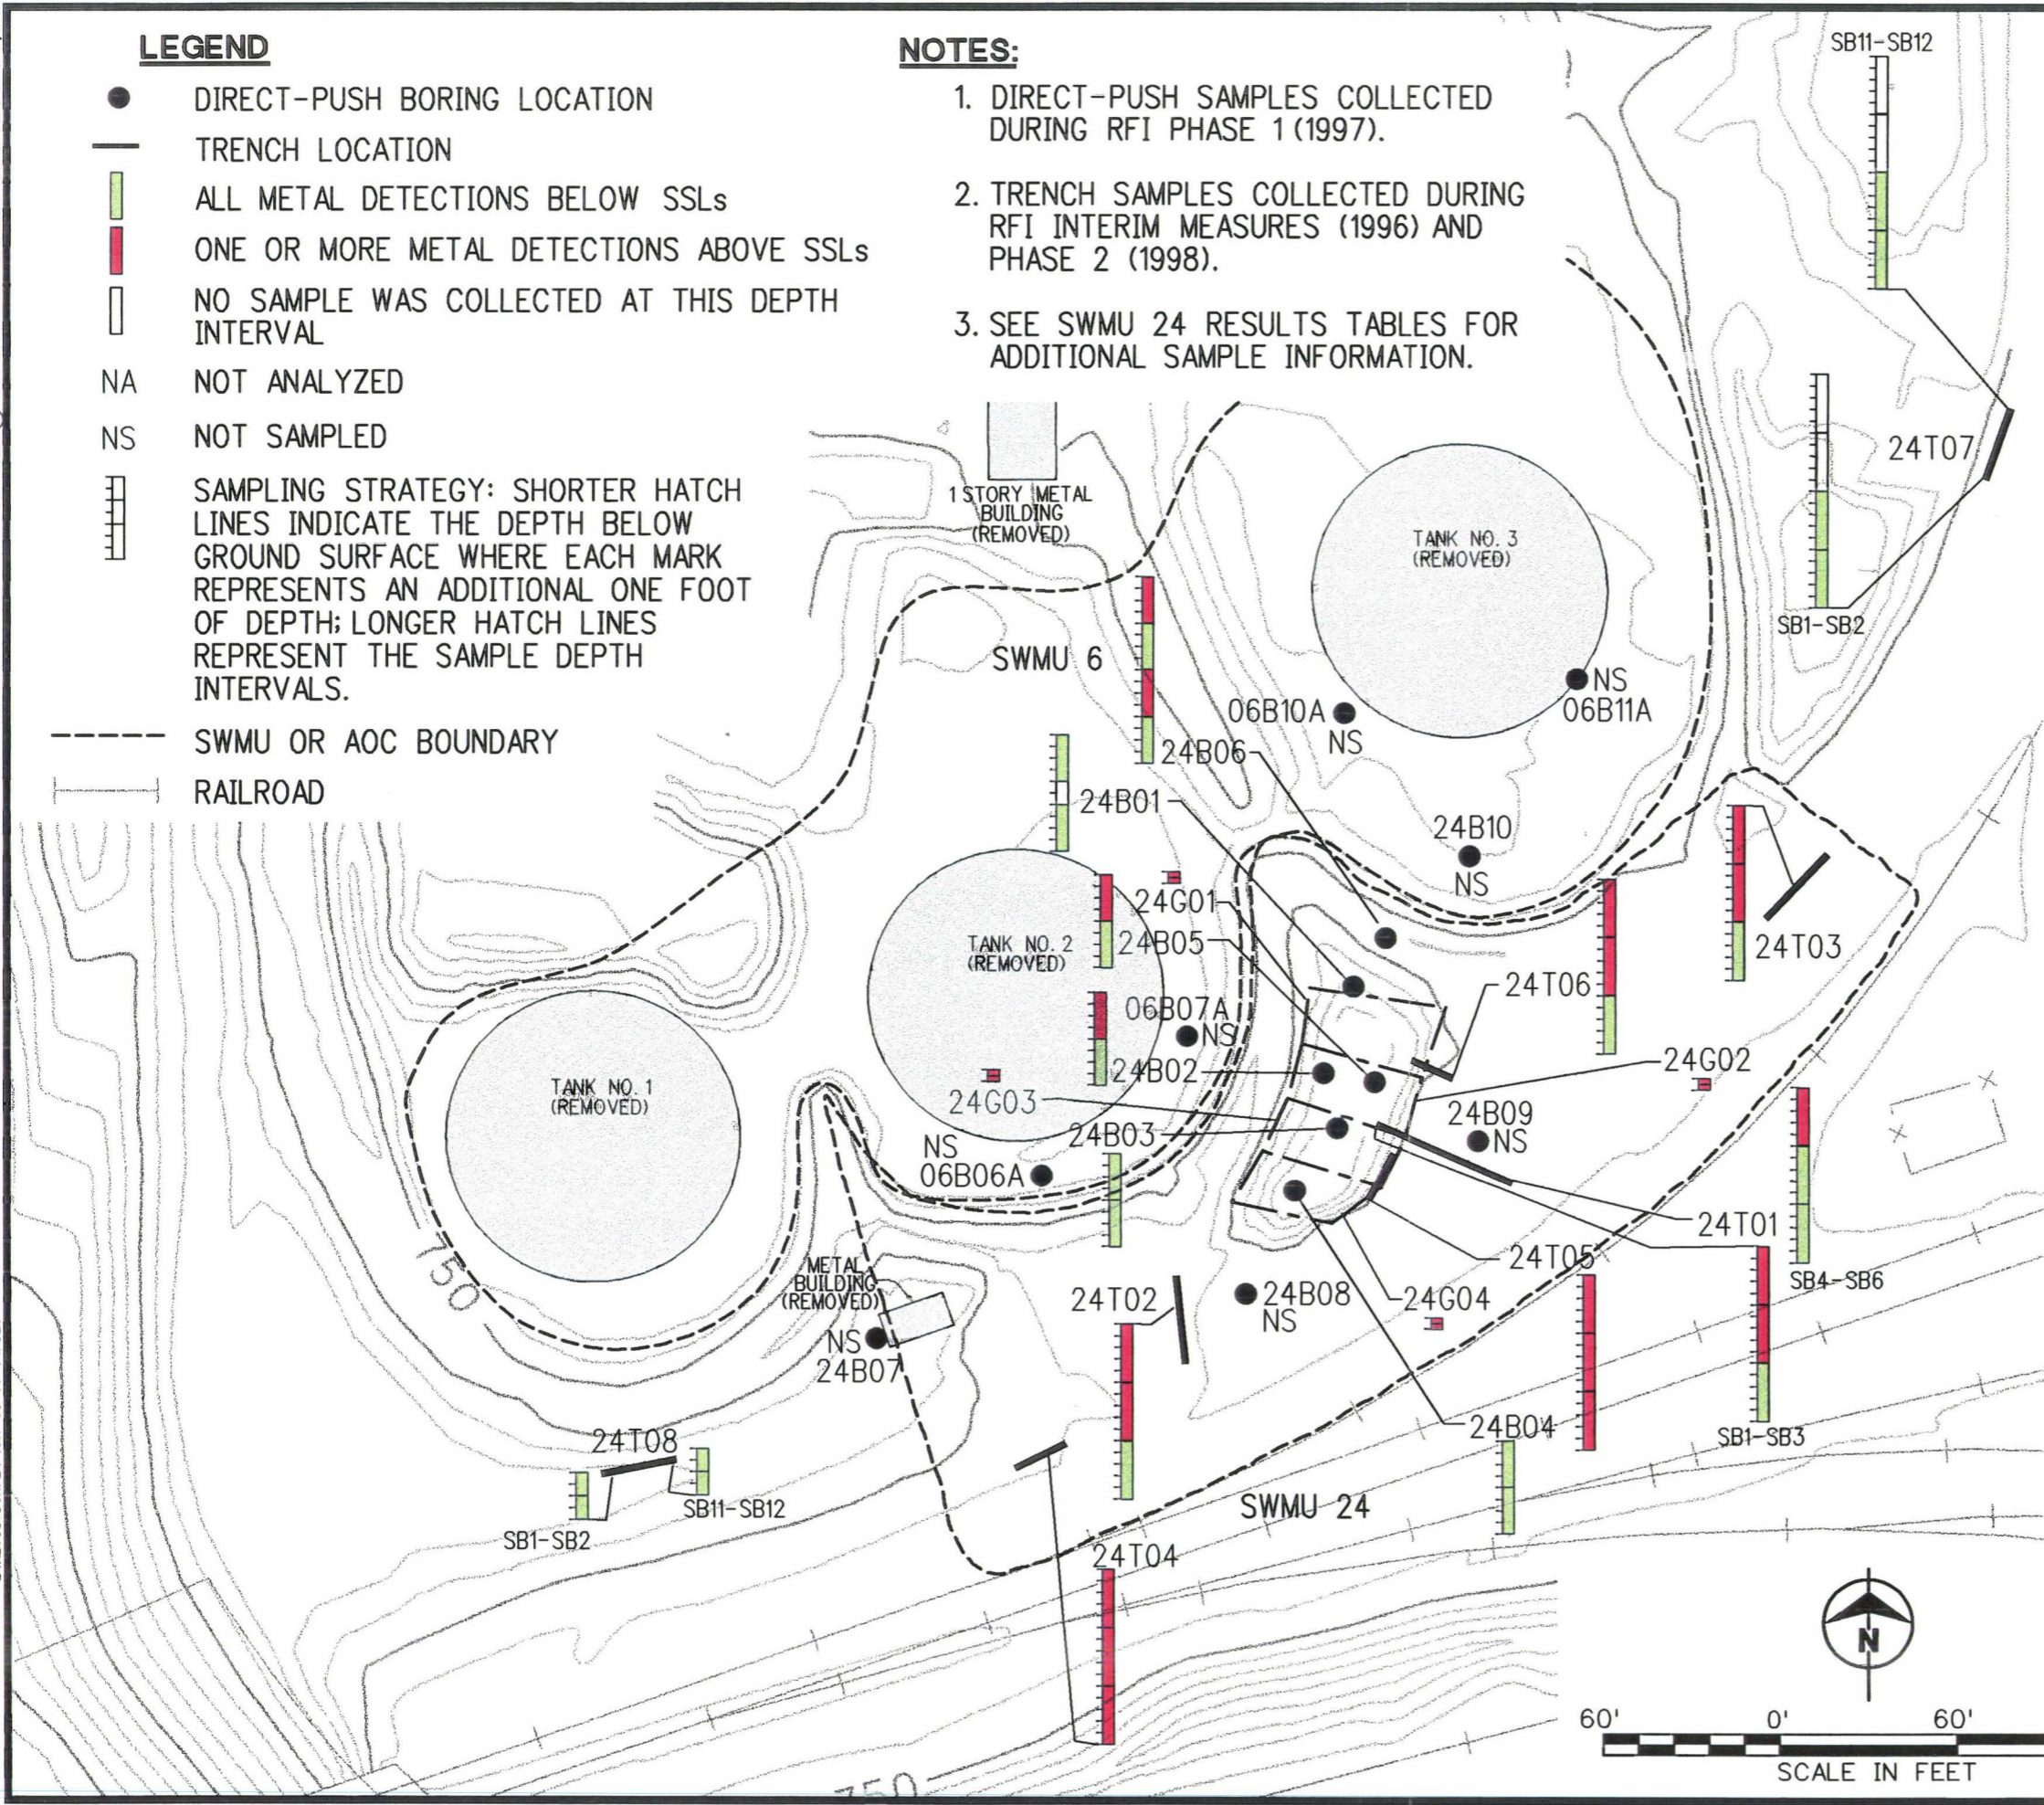 LEGEND
DIRECT-PUSH BORING LOCATION
TRENCH LOCATION
ALL METAL DETECTIONS BELOW SSLs
ONE OR MORE METAL DETECTIONS ABOVE SSLs
NO SAMPLE WAS COLLECTED AT THIS DEPTH
INTERVAL
NA NOT ANALYZED
NS NOT SAMPLED
SAMPLING STRATEGY: SHORTER HATCH
LINES INDICATE THE DEPTH BELOW
GROUND SURFACE WHERE EACH MARK
REPRESENTS AN ADDITIONAL ONE FOOT
OF DEPTH; LONGER HATCH LINES
REPRESENT THE SAMPLE DEPTH
INTERVALS.
SWMU OR AOC BOUNDARY
RAILROAD
NOTES:
1. DIRECT-PUSH SAMPLES COLLECTED
DURING RFI PHASE 1 (1997).
2. TRENCH SAMPLES COLLECTED DURING
RFI INTERIM MEASURES (1996) AND
PHASE 2 (1998).
3. SEE SWMU 24 RESULTS TABLES FOR
ADDITIONAL SAMPLE INFORMATION.
SB11-SB12
24T07
SB1-SB2
1 STORY METAL
BUILDING
(REMOVED)
TANK NO. 3
(REMOVED)
SWMU 6
NS
06B11A
06B10A
NS
24B06
24B01
24B10
NS
24G01
24B05
TANK NO. 2
(REMOVED)
24T03
24T06
06B07A
NS
24B02
24G02
24G03
TANK NO. 1
(REMOVED)
24B09
NS
24B03
NS
06B06A
24T01
SB4-SB6
24T05
750
METAL
BUILDING
(REMOVED)
24T02
24B08
NS
24G04
NS
24B07
24B04
SB1-SB3
24T08
SB11-SB12
SB1-SB2
SWMU 24
24T04
N
60' 0' 60'
SCALE IN FEET
750